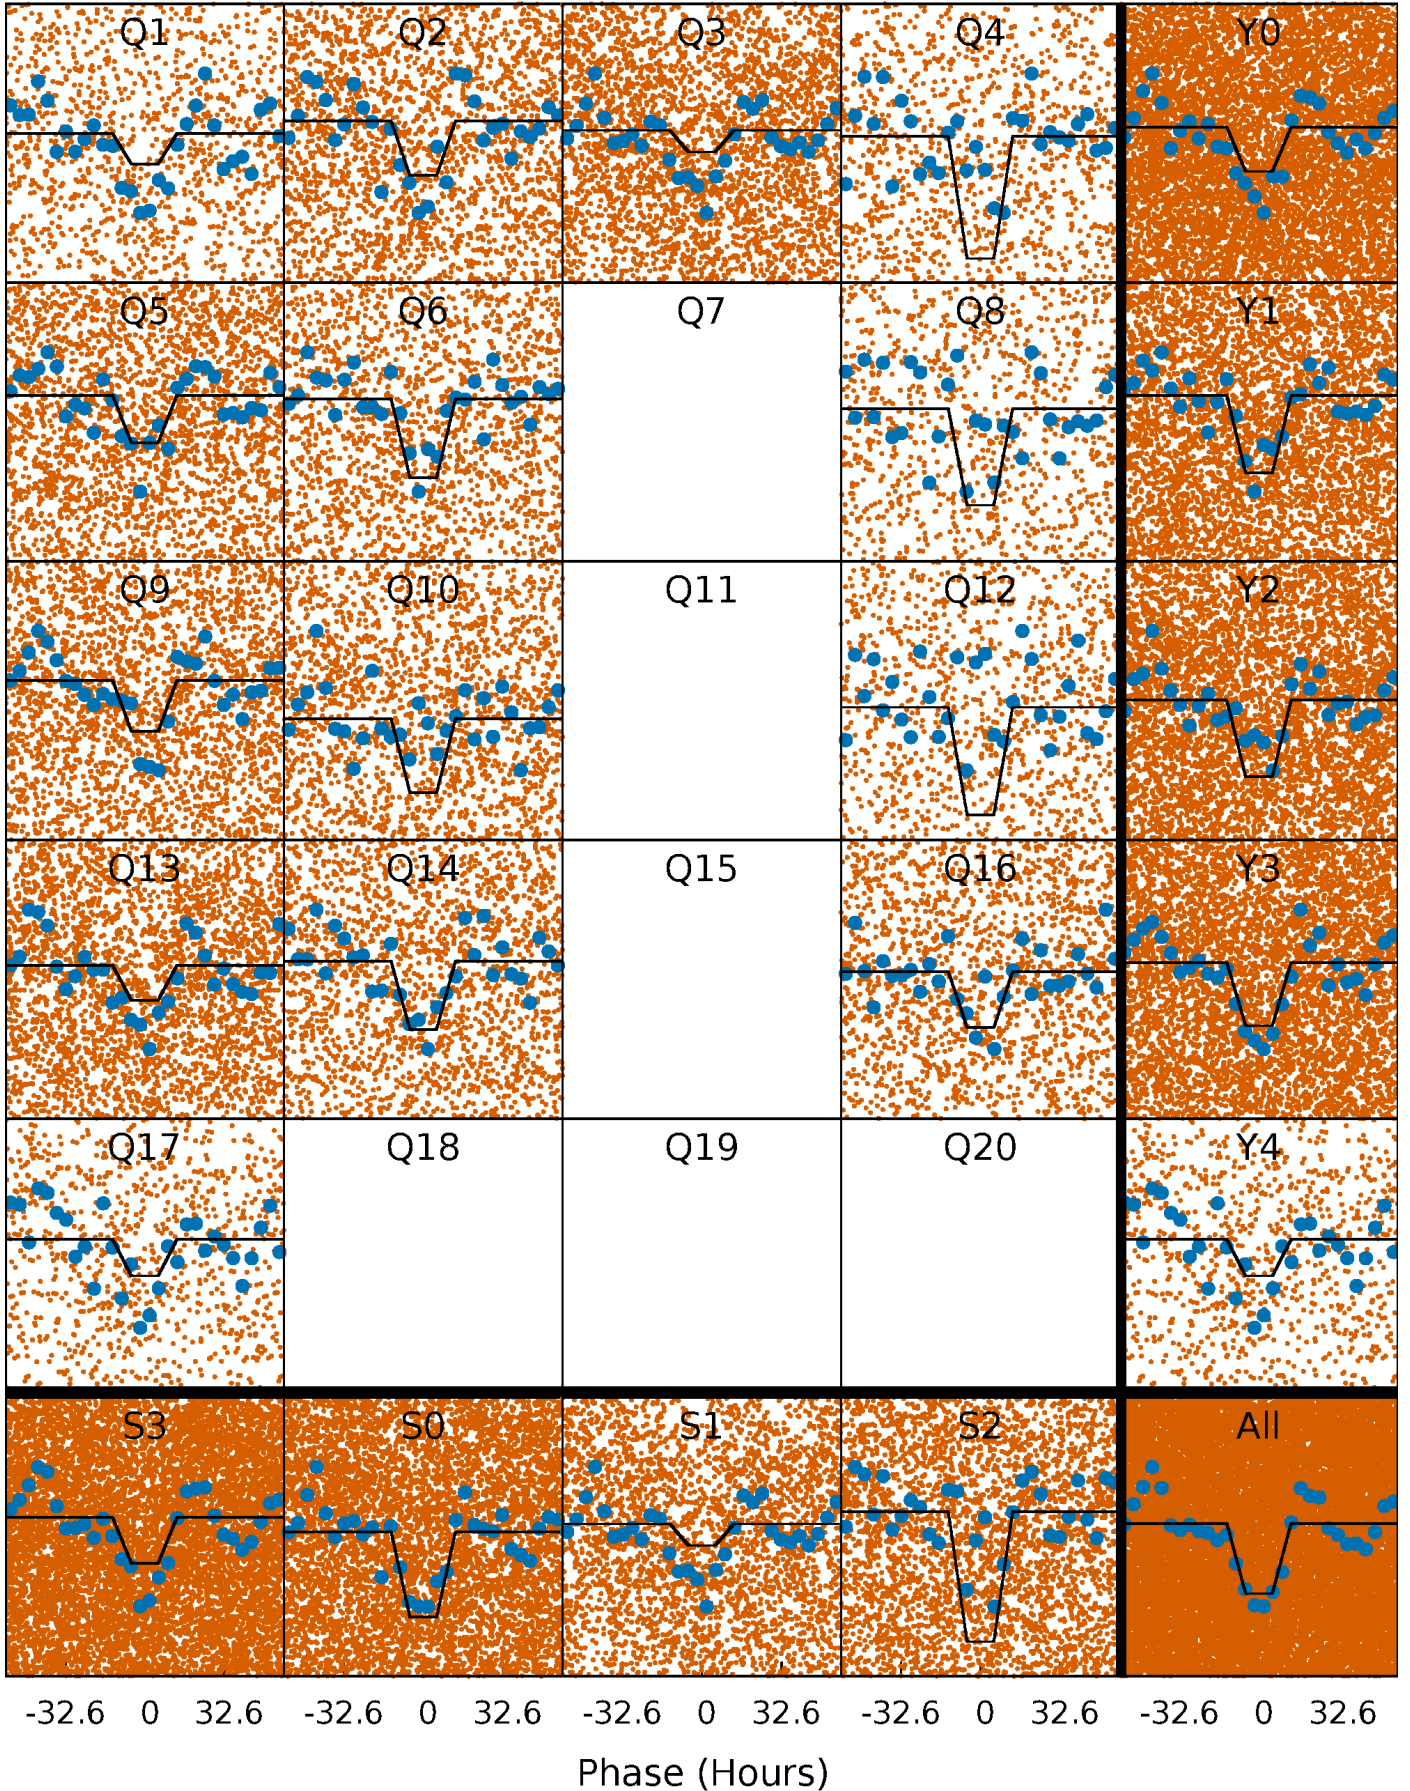 Q1 Q2 Q3 Q4 Y0
Q5 Q6 Q7 Q8 Y1
Q9 Q10 Q11 Q12 Y2
Q13 Q14 Q15 Q16 Y3
Q17 Q18 Q19 Q20 Y4
S3 S0 S1 S2 All
-32.6 0 32.6 -32.6 0 32.6 -32.6 0 32.6 -32.6 0 32.6 -32.6 0 32.6
Phase (Hours)